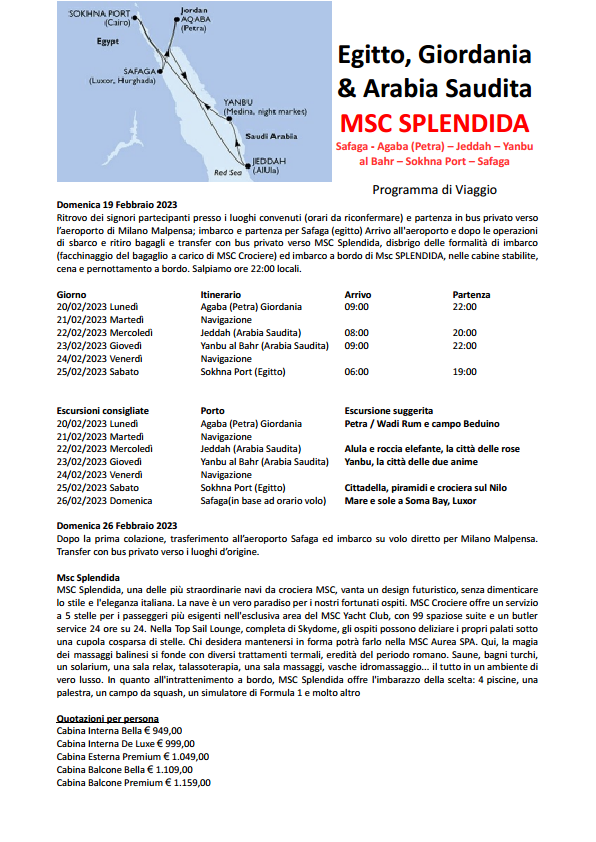 SOKHNA PORT
(Cairo)
Jordan
AQABA
(Petra)
Egypt
SAFAGA
(Luxor, Hurghada)
YANBU
(Medina, night markets)
Saudi Arabia
JEDDAH
(AlUla)
Red Sea
Egitto, Giordania
& Arabia Saudita
MSC SPLENDIDA
Safaga - Agaba (Petra) – Jeddah – Yanbu
al Bahr – Sokhna Port – Safaga
Programma di Viaggio
Domenica 19 Febbraio 2023
Ritrovo dei signori partecipanti presso i luoghi convenuti (orari da riconfermare) e partenza in bus privato verso
l’aeroporto di Milano Malpensa; imbarco e partenza per Safaga (egitto) Arrivo all'aeroporto e dopo le operazioni
di sbarco e ritiro bagagli e transfer con bus privato verso MSC Splendida, disbrigo delle formalità di imbarco
(facchinaggio del bagaglio a carico di MSC Crociere) ed imbarco a bordo di Msc SPLENDIDA, nelle cabine stabilite,
cena e pernottamento a bordo. Salpiamo ore 22:00 locali.
Giorno Itinerario Arrivo Partenza
20/02/2023 Lunedì Agaba (Petra) Giordania 09:00 22:00
21/02/2023 Martedì Navigazione
22/02/2023 Mercoledì Jeddah (Arabia Saudita) 08:00 20:00
23/02/2023 Giovedì Yanbu al Bahr (Arabia Saudita) 09:00 22:00
24/02/2023 Venerdì Navigazione
25/02/2023 Sabato Sokhna Port (Egitto) 06:00 19:00
Escursioni consigliate Porto Escursione suggerita
20/02/2023 Lunedì Agaba (Petra) Giordania Petra / Wadi Rum e campo Beduino
21/02/2023 Martedì Navigazione
22/02/2023 Mercoledì Jeddah (Arabia Saudita) Alula e roccia elefante, la città delle rose
23/02/2023 Giovedì Yanbu al Bahr (Arabia Saudita) Yanbu, la città delle due anime
24/02/2023 Venerdì Navigazione
25/02/2023 Sabato Sokhna Port (Egitto) Cittadella, piramidi e crociera sul Nilo
26/02/2023 Domenica Safaga(in base ad orario volo) Mare e sole a Soma Bay, Luxor
Domenica 26 Febbraio 2023
Dopo la prima colazione, trasferimento all’aeroporto Safaga ed imbarco su volo diretto per Milano Malpensa.
Transfer con bus privato verso i luoghi d’origine.
Msc Splendida
MSC Splendida, una delle più straordinarie navi da crociera MSC, vanta un design futuristico, senza dimenticare
lo stile e l'eleganza italiana. La nave è un vero paradiso per i nostri fortunati ospiti. MSC Crociere offre un servizio
a 5 stelle per i passeggeri più esigenti nell'esclusiva area del MSC Yacht Club, con 99 spaziose suite e un butler
service 24 ore su 24. Nella Top Sail Lounge, completa di Skydome, gli ospiti possono deliziare i propri palati sotto
una cupola cosparsa di stelle. Chi desidera mantenersi in forma potrà farlo nella MSC Aurea SPA. Qui, la magia
dei massaggi balinesi si fonde con diversi trattamenti termali, eredità del periodo romano. Saune, bagni turchi,
un solarium, una sala relax, talassoterapia, una sala massaggi, vasche idromassaggio... il tutto in un ambiente di
vero lusso. In quanto all'intrattenimento a bordo, MSC Splendida offre l'imbarazzo della scelta: 4 piscine, una
palestra, un campo da squash, un simulatore di Formula 1 e molto altro
Quotazioni per persona
Cabina Interna Bella € 949,00
Cabina Interna De Luxe € 999,00
Cabina Esterna Premium € 1.049,00
Cabina Balcone Bella € 1.109,00
Cabina Balcone Premium € 1.159,00